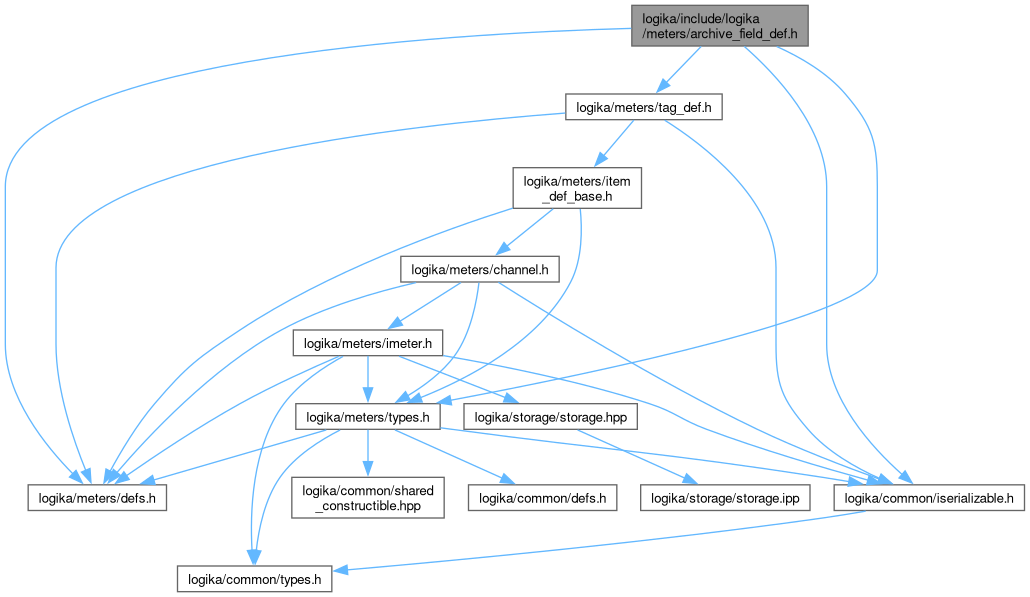 logika/include/logika
/meters/archive_field_def.h
logika/meters/tag_def.h
logika/meters/item
_def_base.h
logika/meters/channel.h
logika/meters/imeter.h
logika/meters/types.h
logika/storage/storage.hpp
logika/meters/defs.h
logika/common/shared
_constructible.hpp
logika/common/defs.h
logika/storage/storage.ipp
logika/common/iserializable.h
logika/common/types.h